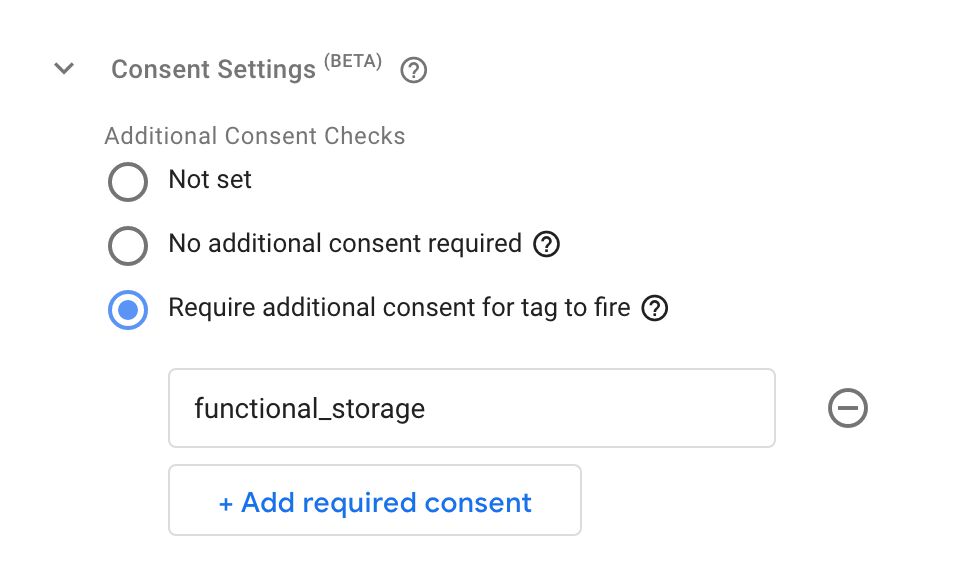 Consent Settings (BETA)
Additional Consent Checks
Not set
No additional consent required
Require additional consent for tag to fire
functional_storage
+ Add required consent